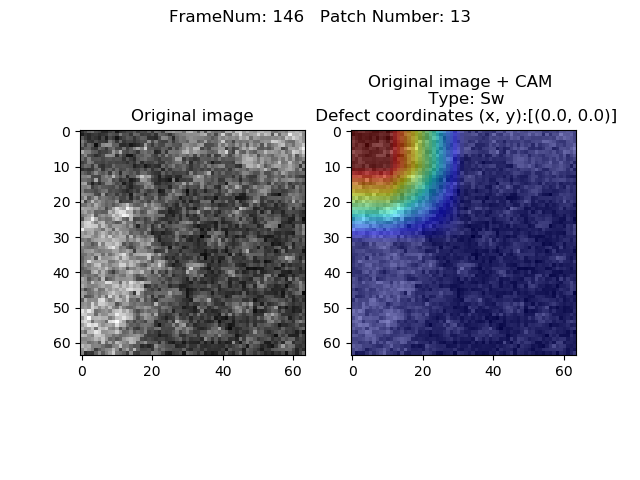 FrameNum: 146   Patch Number: 13
Original image
0
10
20
30
40
50
60
0 20 40 60
Original image + CAM
Type: Sw
Defect coordinates (x, y):[(0.0, 0.0)]
0
10
20
30
40
50
60
0 20 40 60